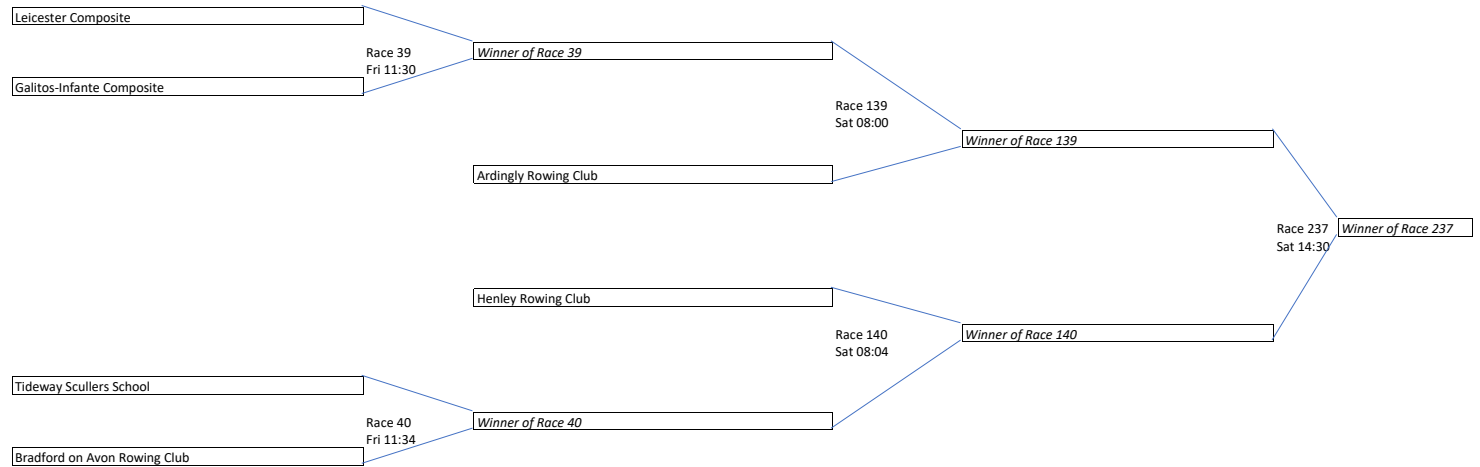 Leicester Composite
Race 39
Fri 11:30
Winner of Race 39
Galitos-Infante Composite
Race 139
Sat 08:00
Winner of Race 139
Ardingly Rowing Club
Race 237
Sat 14:30
Winner of Race 237
Henley Rowing Club
Race 140
Sat 08:04
Winner of Race 140
Tideway Scullers School
Race 40
Fri 11:34
Winner of Race 40
Bradford on Avon Rowing Club